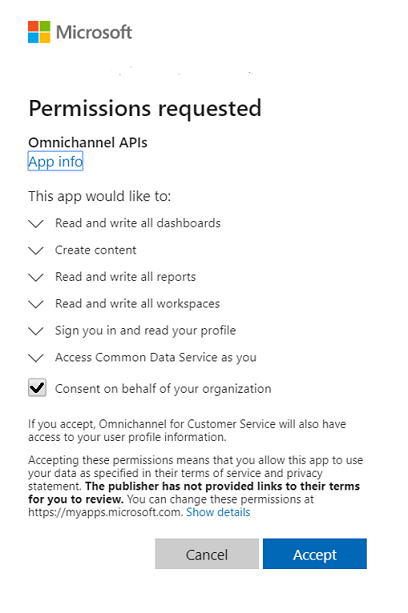 Microsoft
Permissions requested
Omnichannel APIs
App info
This app would like to:
Read and write all dashboards
Create content
Read and write all reports
Read and write all workspaces
Sign you in and read your profile
Access Common Data Service as you
Consent on behalf of your organization
If you accept, Omnichannel for Customer Service will also have
access to your user profile information.
Accepting these permissions means that you allow this app to use
your data as specified in their terms of service and privacy
statement. The publisher has not provided links to their terms
for you to review. You can change these permissions at
https://myapps.microsoft.com. Show details
Cancel
Accept